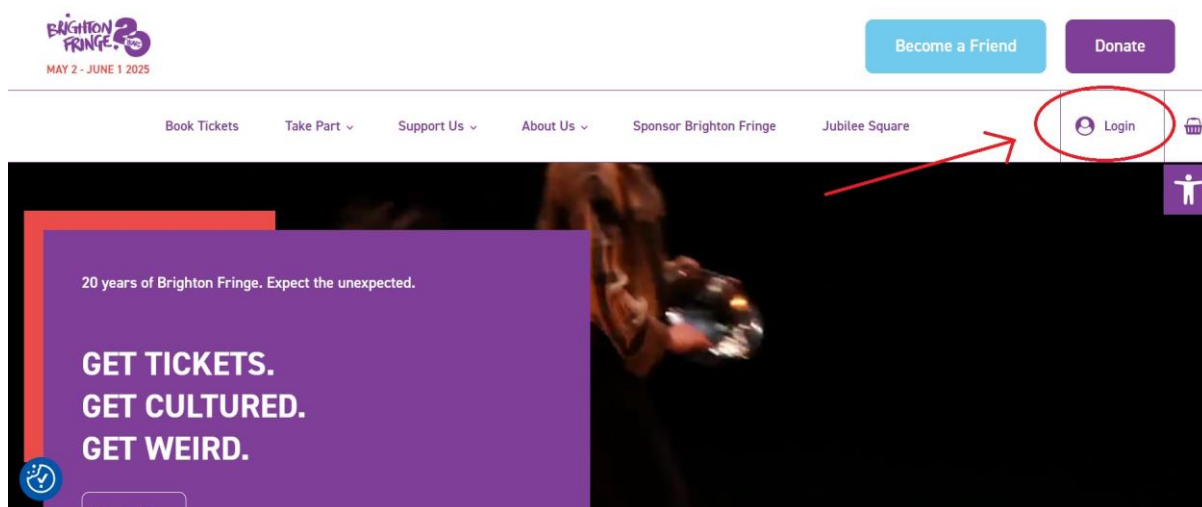 BRIGHTON
FRINGE.
MAY 2 - JUNE 1 2025
Become a Friend
Donate
Book Tickets
Take Part
Support Us
About Us
Sponsor Brighton Fringe
Jubilee Square
Login
20 years of Brighton Fringe. Expect the unexpected.
GET TICKETS.
GET CULTURED.
GET WEIRD.